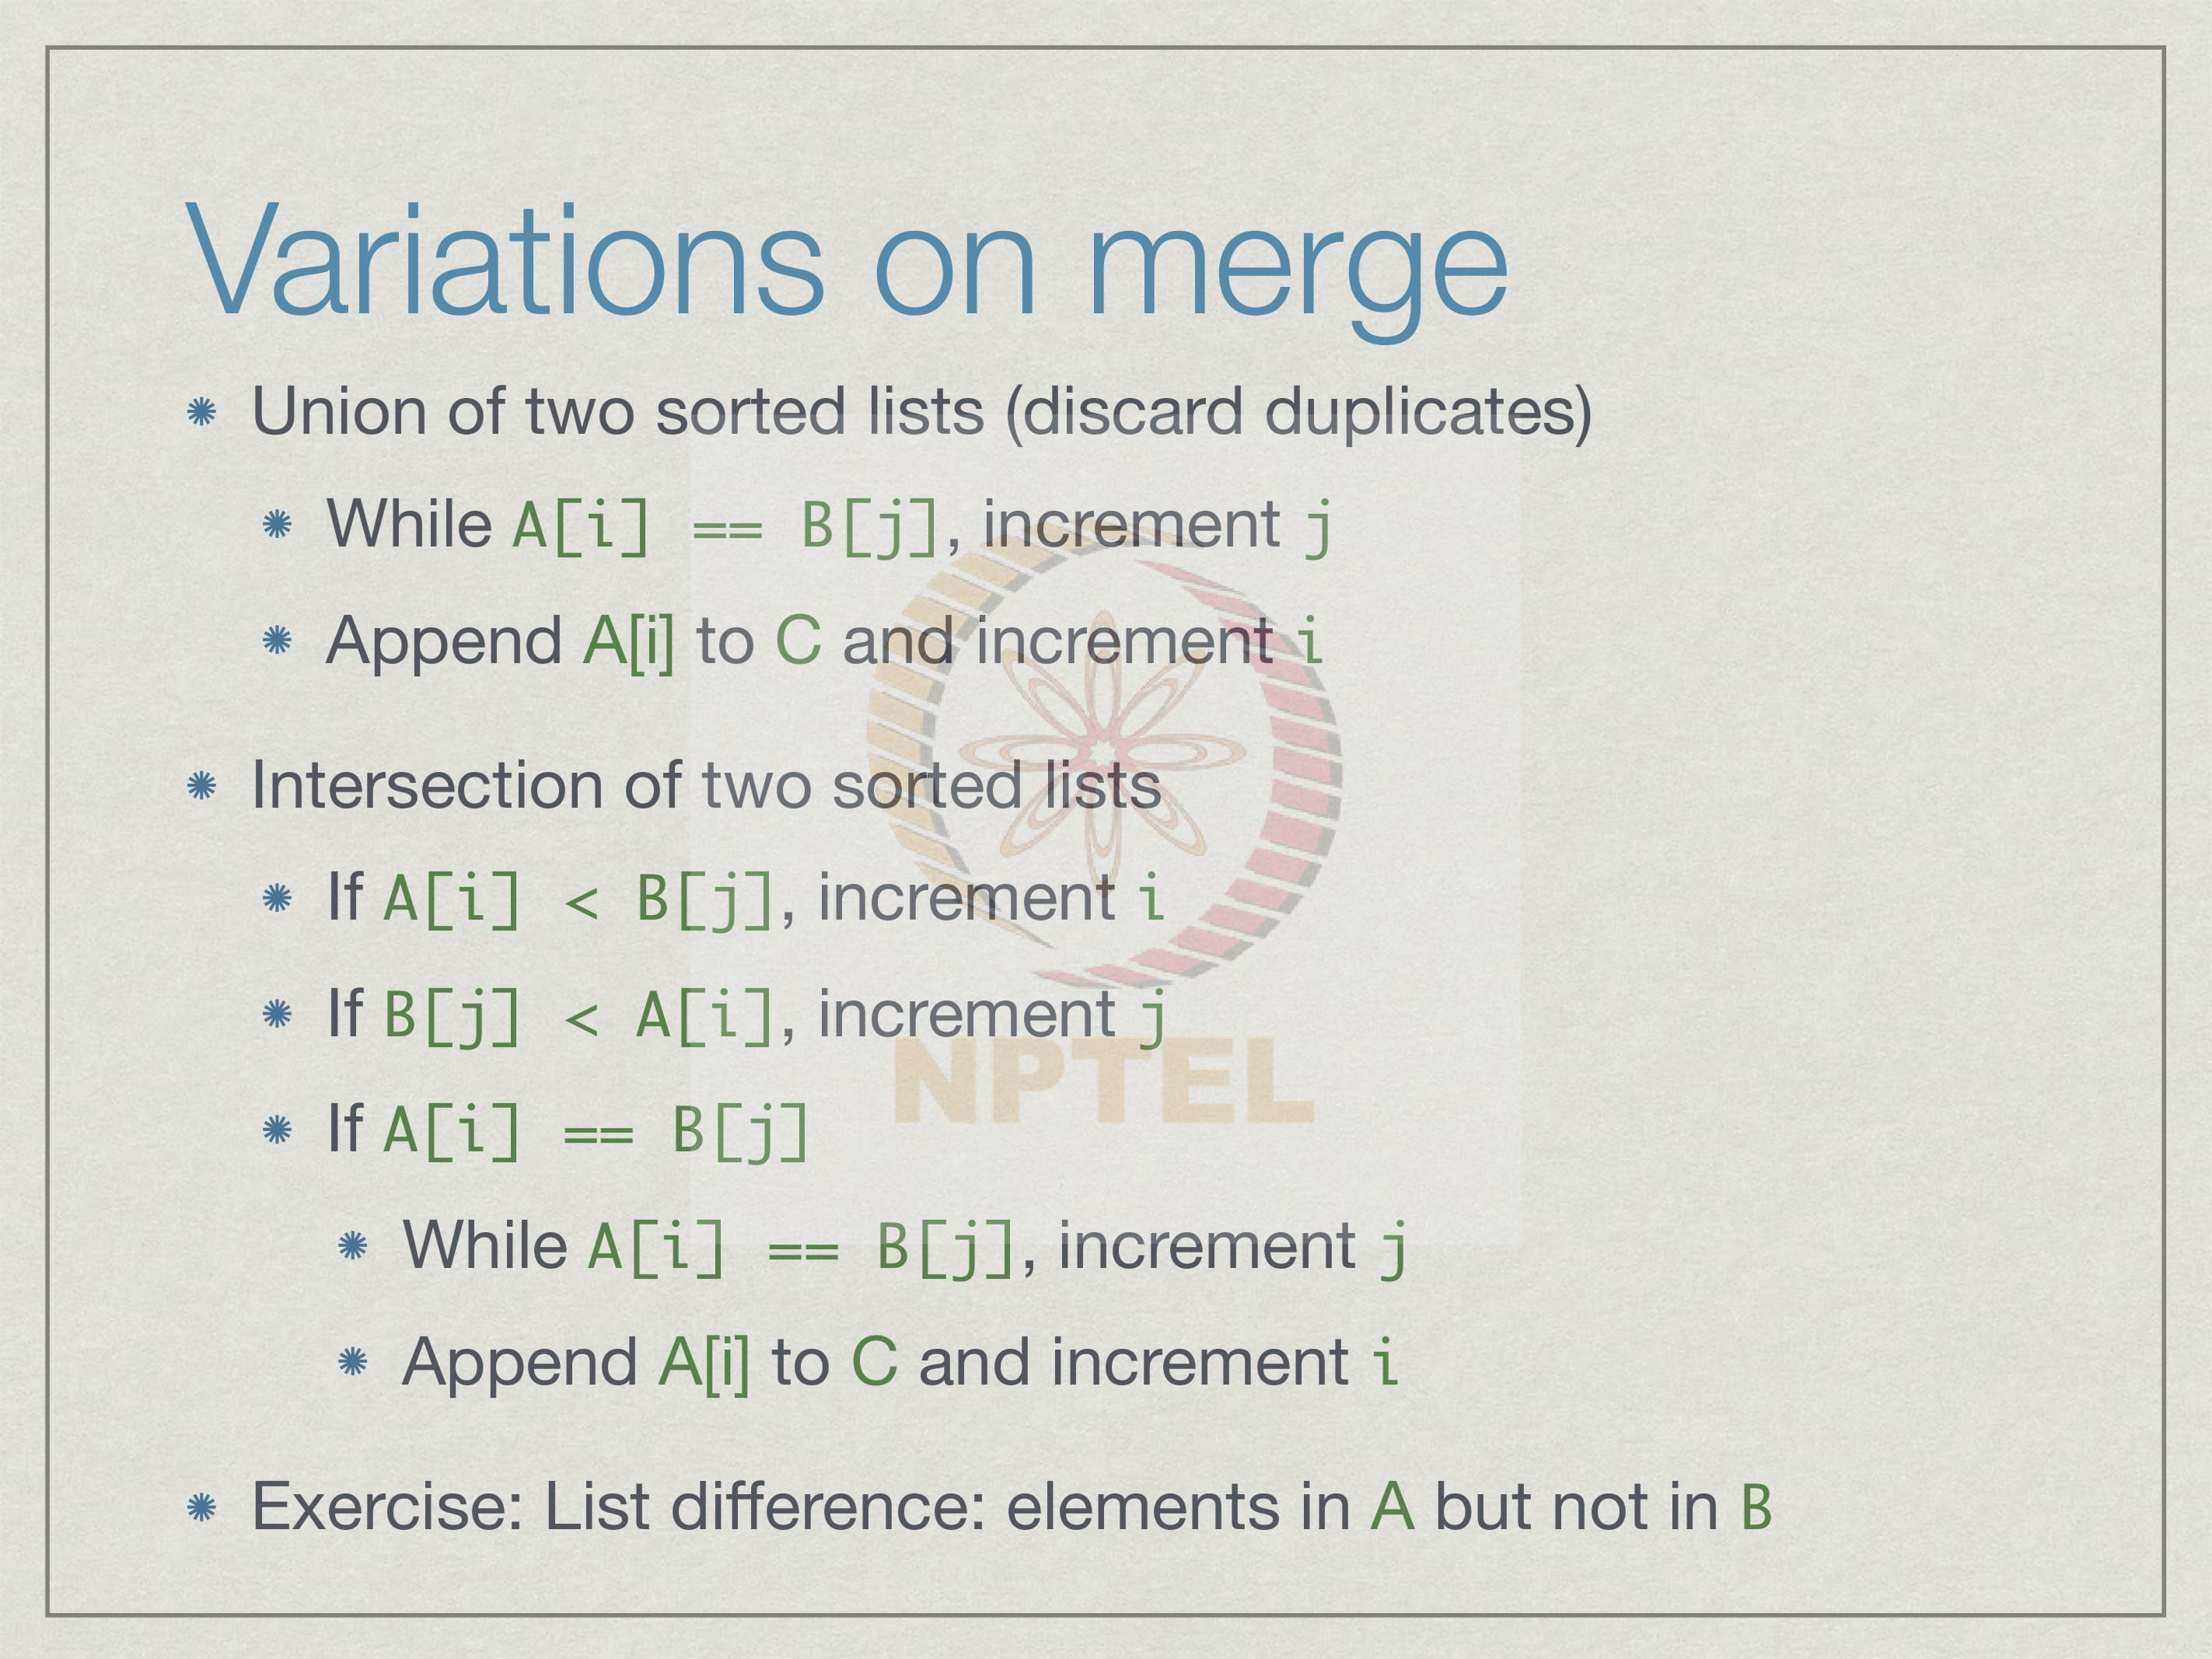 Variations on merge
Union of two sorted lists (discard duplicates)
While A[i] == B[j], increment j
Append A[i] to C and increment i
Intersection of two sorted lists
If A[i] < B[j], increment i
If B[j] < A[i], increment j
If A[i] == B[j]
While A[i] == B[j], increment j
Append A[i] to C and increment i
Exercise: List difference: elements in A but not in B
NPTEL